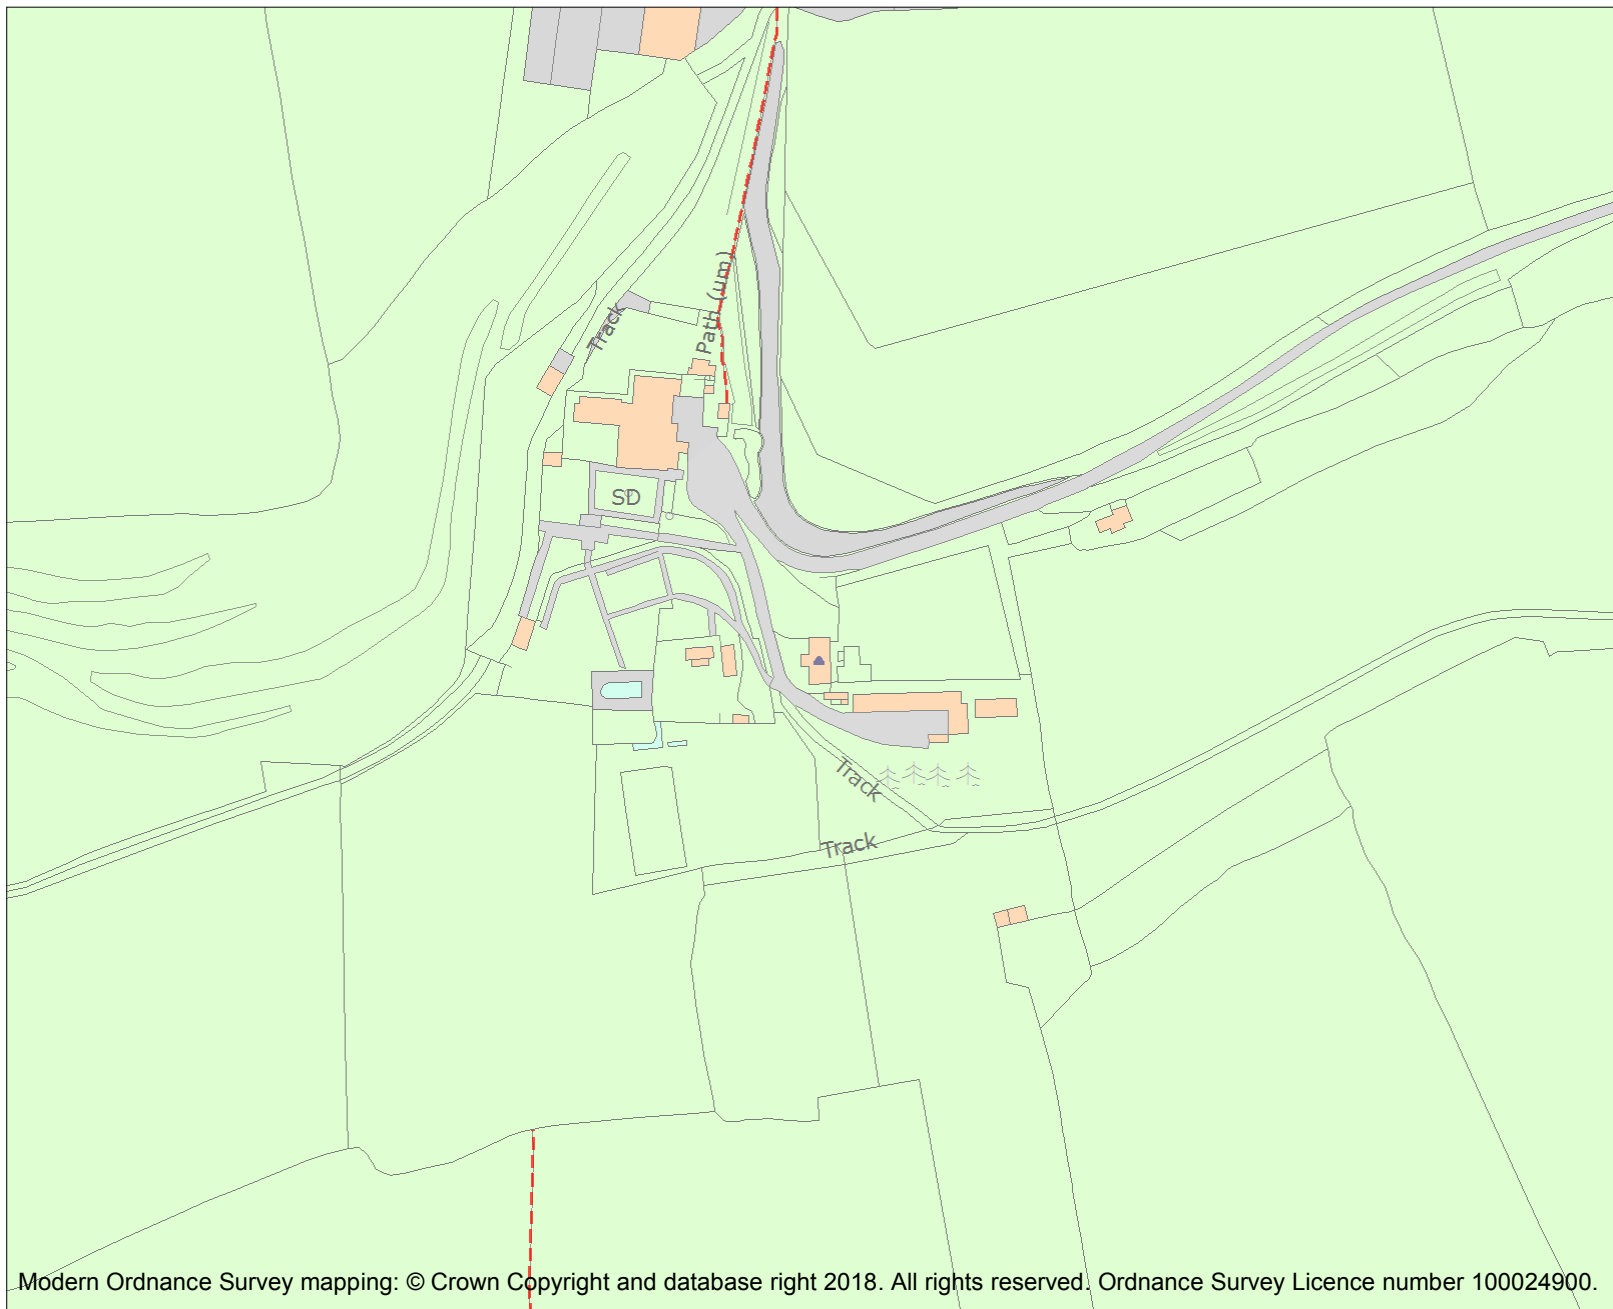 Path (um)
Track
SD
Track
Track
Modern Ordnance Survey mapping: © Crown Copyright and database right 2018. All rights reserved. Ordnance Survey Licence number 100024900.